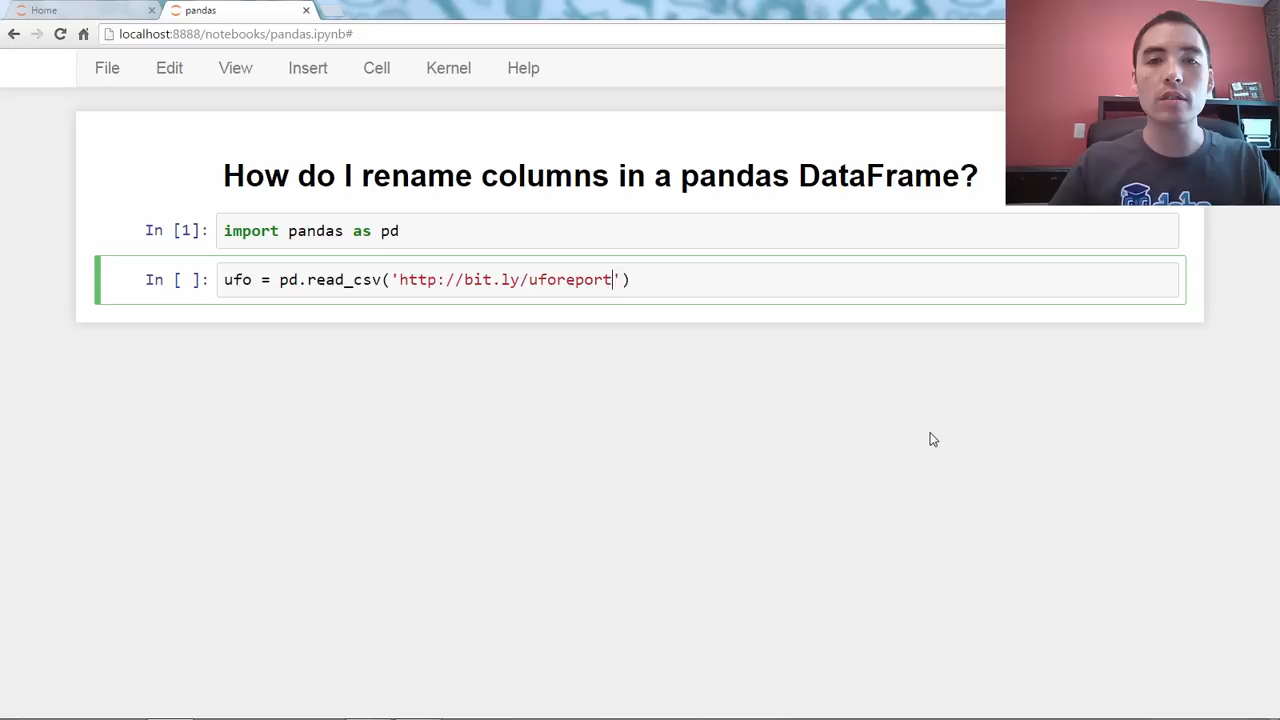 Home
pandas
localhost:8888/notebooks/pandas.ipynb#
File Edit View Insert Cell Kernel Help
How do I rename columns in a pandas DataFrame?
In [1]: import pandas as pd
In [ ]: ufo = pd.read_csv('http://bit.ly/uforeport')